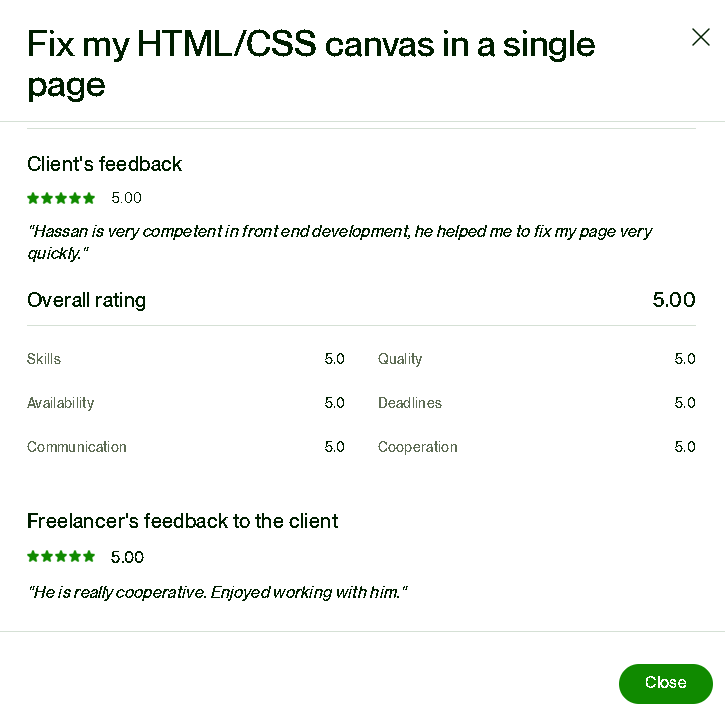 Fix my HTML/CSS canvas in a single
page
Client's feedback
5.00
"Hassan is very competent in front end development, he helped me to fix my page very
quickly."
Overall rating 5.00
Skills 5.0 Quality 5.0
Availability 5.0 Deadlines 5.0
Communication 5.0 Cooperation 5.0
Freelancer's feedback to the client
5.00
"He is really cooperative. Enjoyed working with him."
Close